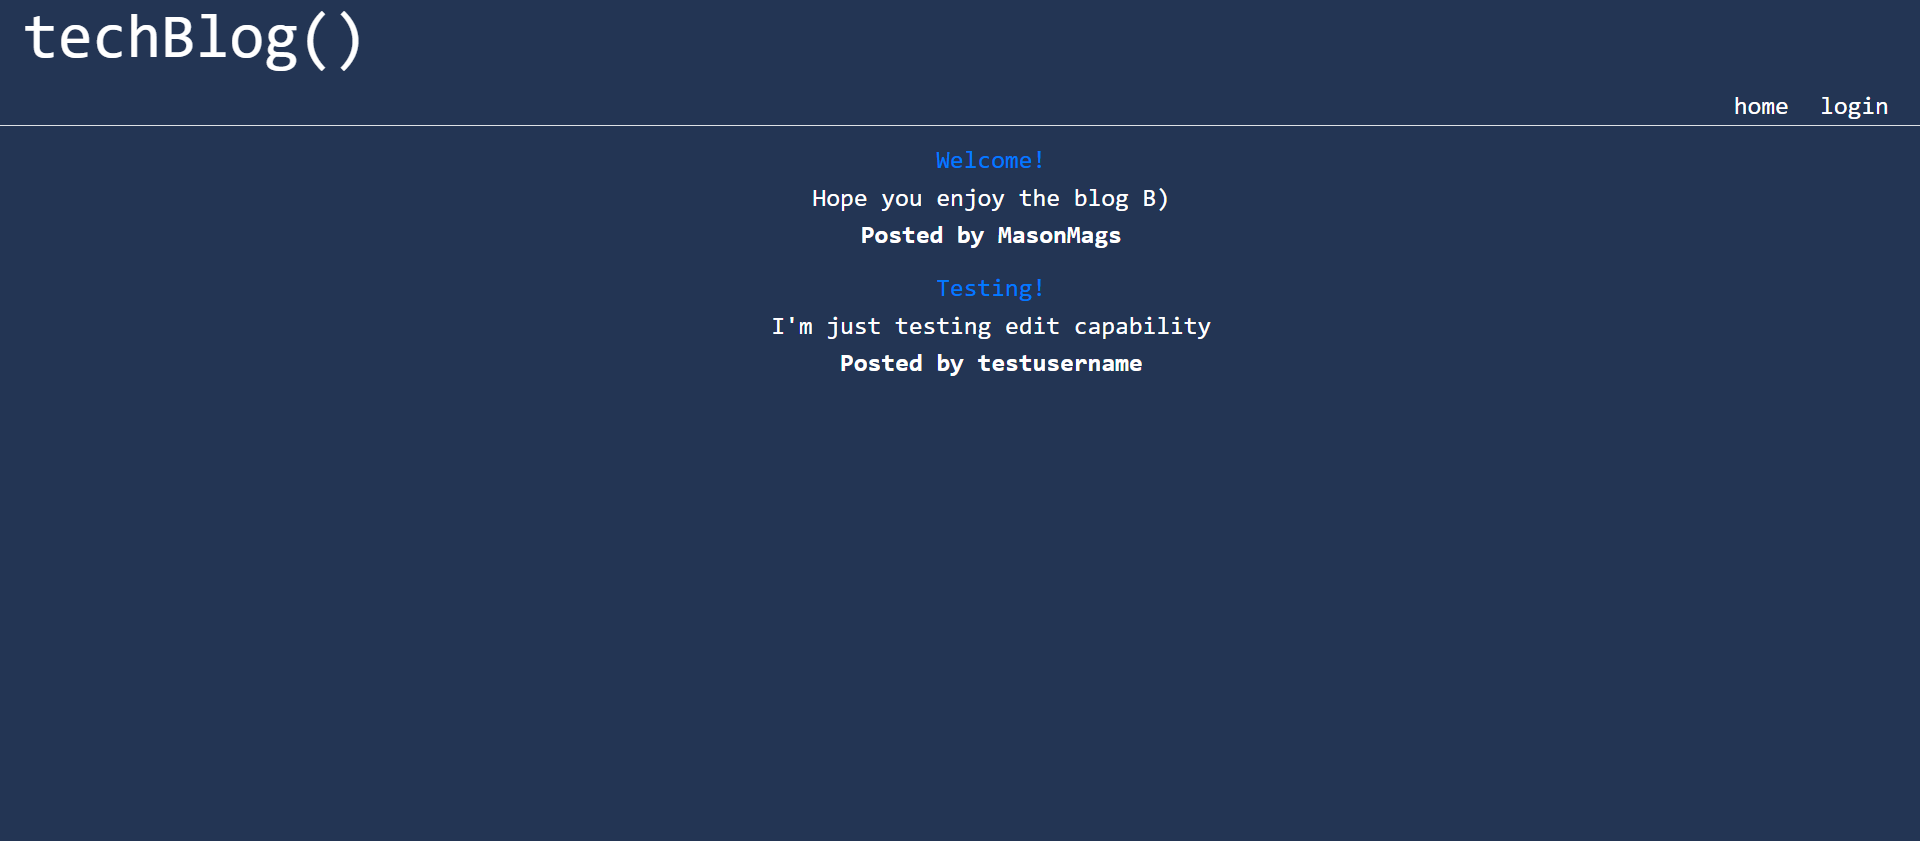 techBlog()
home login
Welcome!
Hope you enjoy the blog B)
Posted by MasonMags
Testing!
I'm just testing edit capability
Posted by testusername